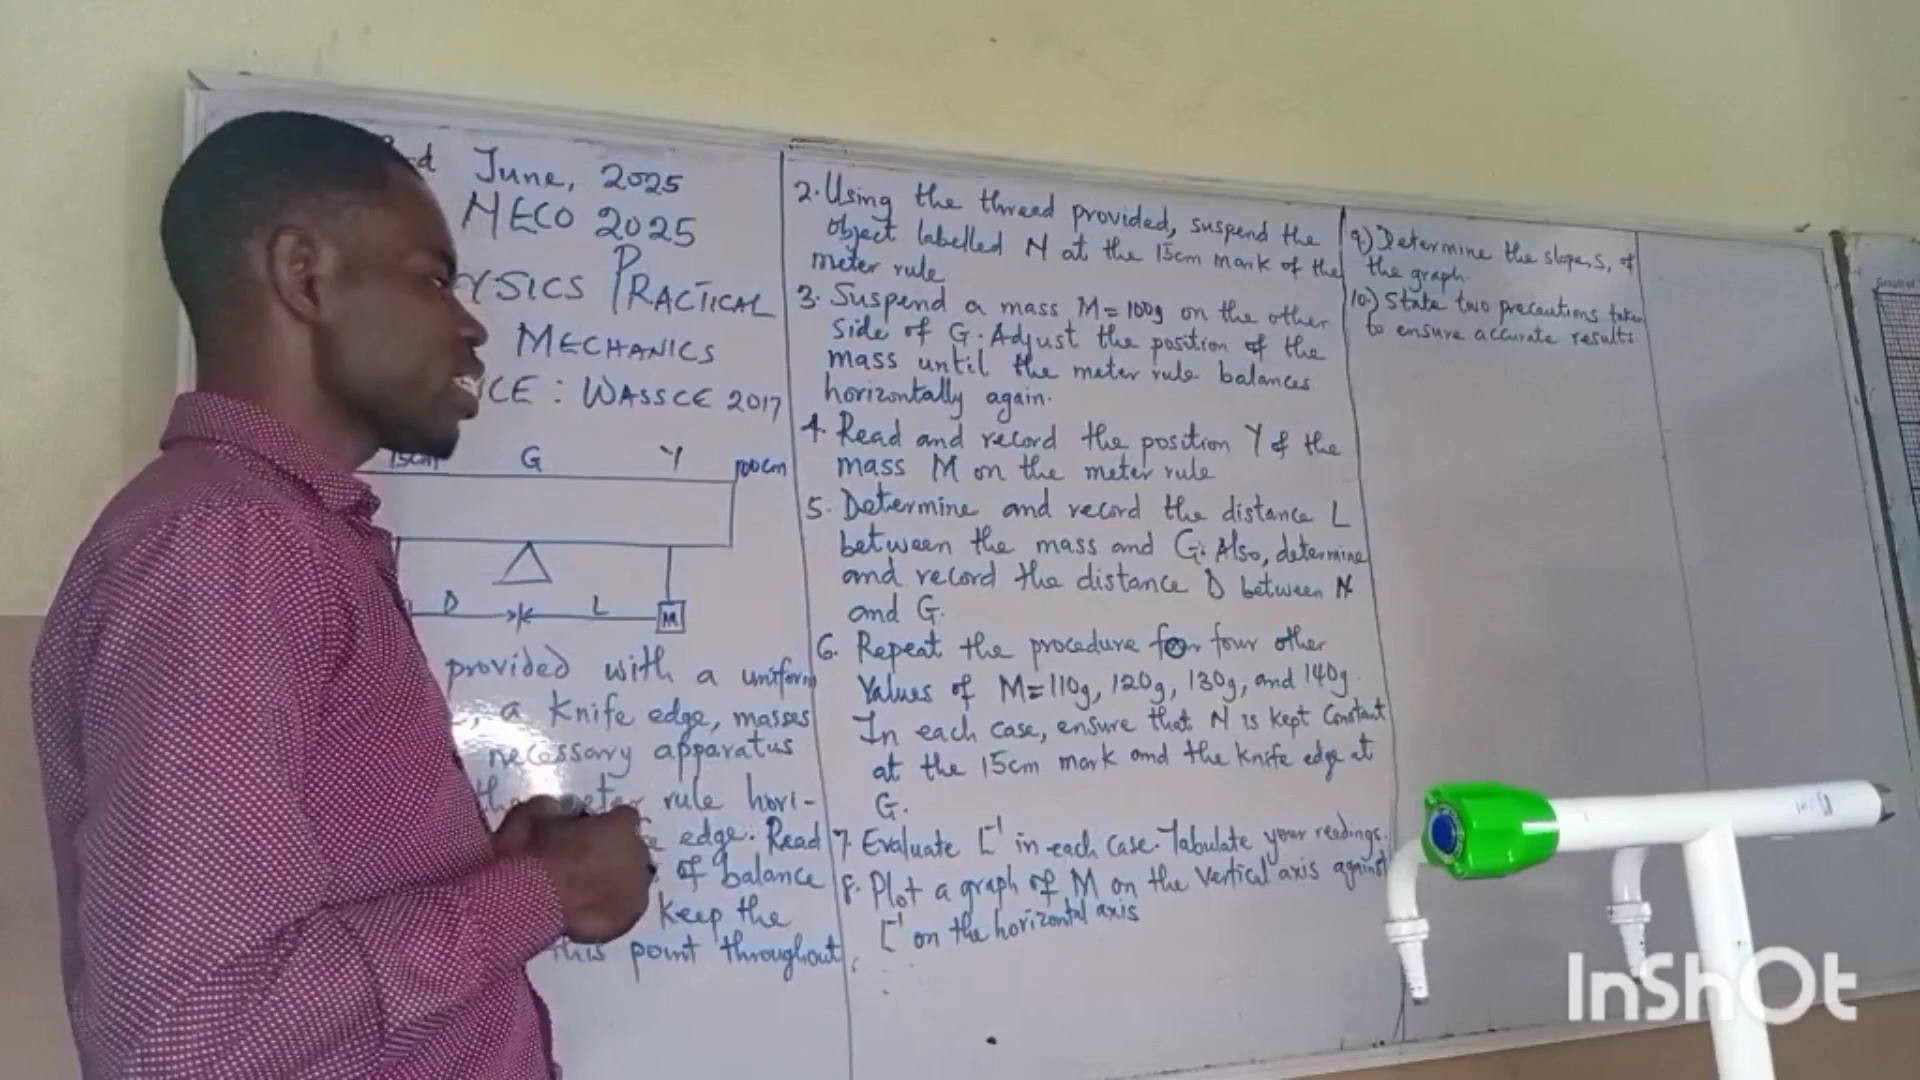 June, 2025
NECO 2025
YSICS PRACTICAL
MECHANICS
ICE : WASSCE 2017
15cm G Y 100cm
D L M
provided with a uniform
, a knife edge, masses
necessary apparatus
the meter rule hori-
edge. Read
of balance
keep the
this point throughout
2. Using the thread provided, suspend the
object labelled N at the 15cm mark of the
meter rule
3. Suspend a mass M = 100g on the other
side of G. Adjust the position of the
mass until the meter rule balances
horizontally again.
4. Read and record the position Y of the
mass M on the meter rule
5. Determine and record the distance L
between the mass and G. Also, determine
and record the distance D between N
and G.
6. Repeat the procedure for four other
values of M = 110g, 120g, 130g, and 140g.
In each case, ensure that N is kept constant
at the 15cm mark and the knife edge at
G.
7. Evaluate L⁻¹ in each case. Tabulate your readings.
8. Plot a graph of M on the vertical axis against
L⁻¹ on the horizontal axis
9) Determine the slope, S, of
the graph.
10.) State two precautions taken
to ensure accurate results
InShOt